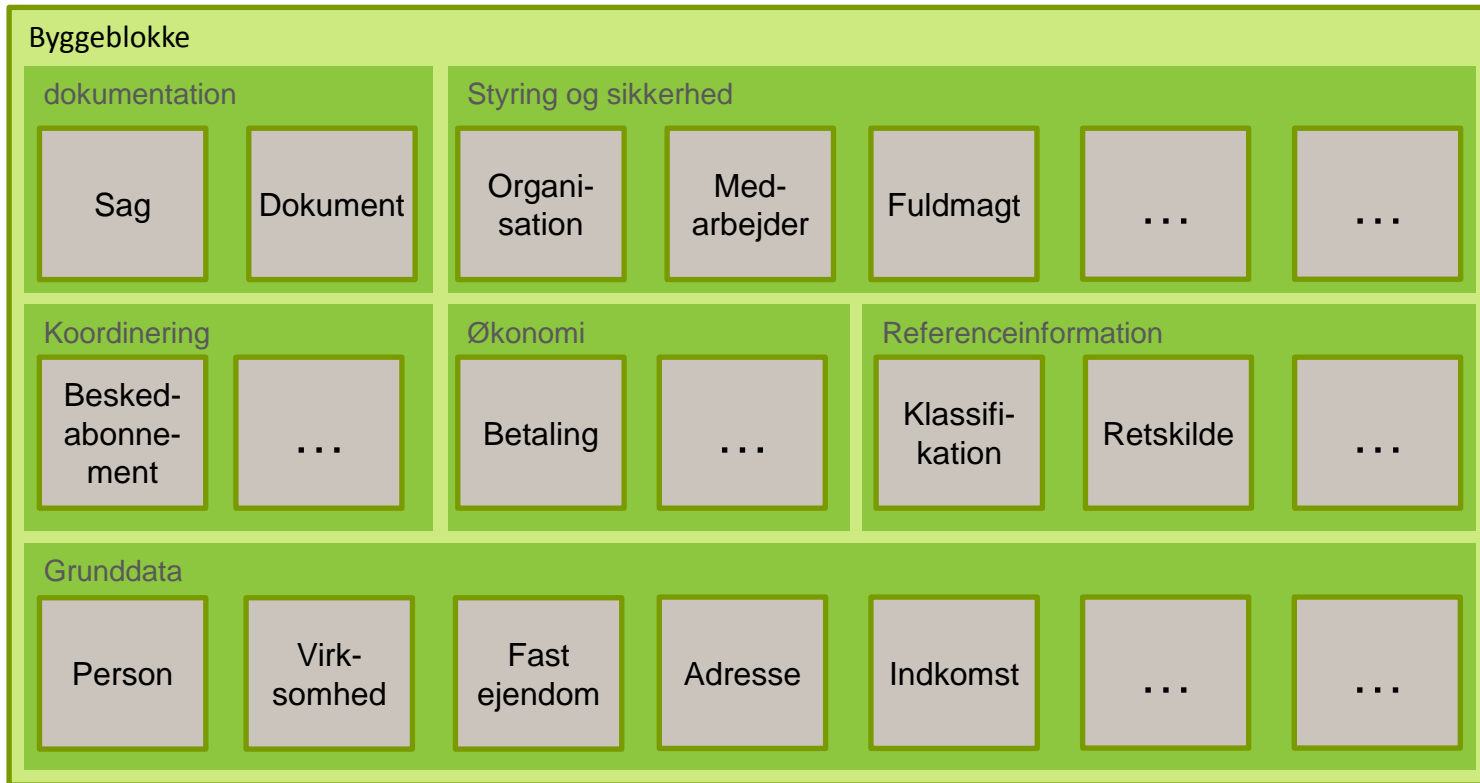 Byggeblokke
dokumentation
Sag
Dokument
Styring og sikkerhed
Organi-
sation
Med-
arbejder
Fuldmagt
...
...
Koordinering
Besked-
abonne-
ment
...
Økonomi
Betaling
...
Referenceinformation
Klassifi-
kation
Retskilde
...
Grunddata
Person
Virk-
somhed
Fast
ejendom
Adresse
Indkomst
...
...